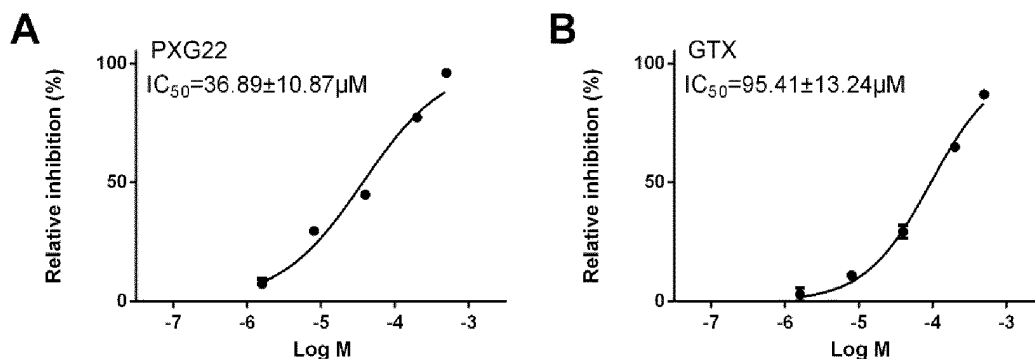 A
PXG22
IC50=36.89±10.87µM
Relative inhibition (%)
100
50
0
-7 -6 -5 -4 -3
Log M
B
GTX
IC50=95.41±13.24µM
Relative inhibition (%)
100
50
0
-7 -6 -5 -4 -3
Log M